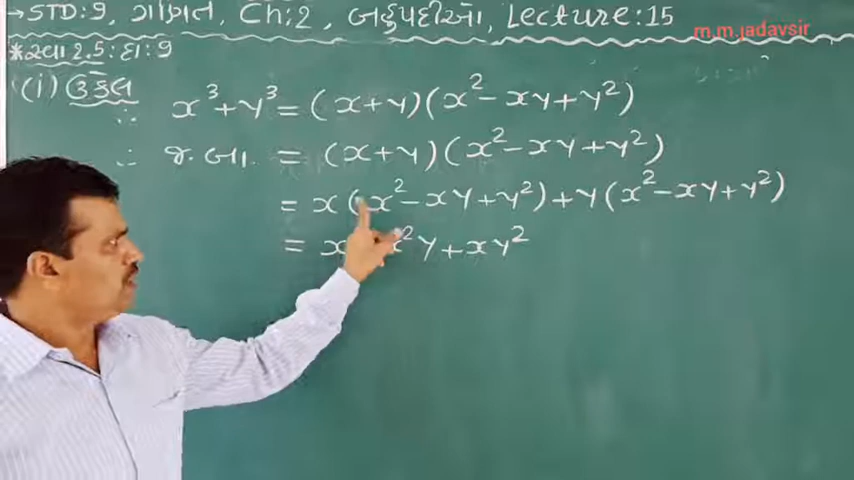 →STD:9, ગણિત, Ch:2, બહુપદીઓ, Lecture:15
m.m.jadavsir
*સ્વા 2.5: દા: 9
(i) ઉકેલ
∴ x³+y³ = (x+y)(x²-xy+y²)
∴ જ.બા. = (x+y)(x²-xy+y²)
= x(x²-xy+y²)+y(x²-xy+y²)
= x y+xy²